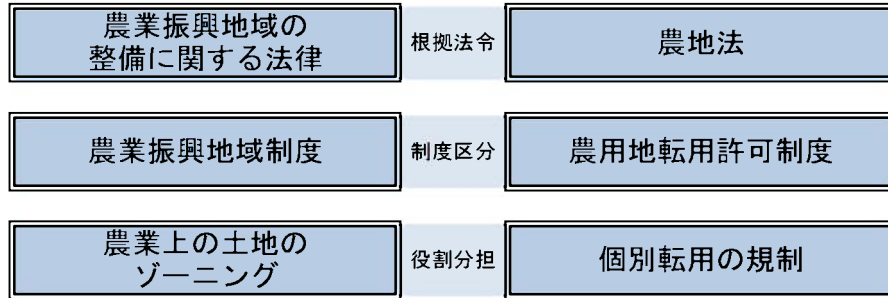 農業振興地域の
整備に関する法律
根拠法令
農地法
農業振興地域制度
制度区分
農用地転用許可制度
農業上の土地の
ゾーニング
役割分担
個別転用の規制